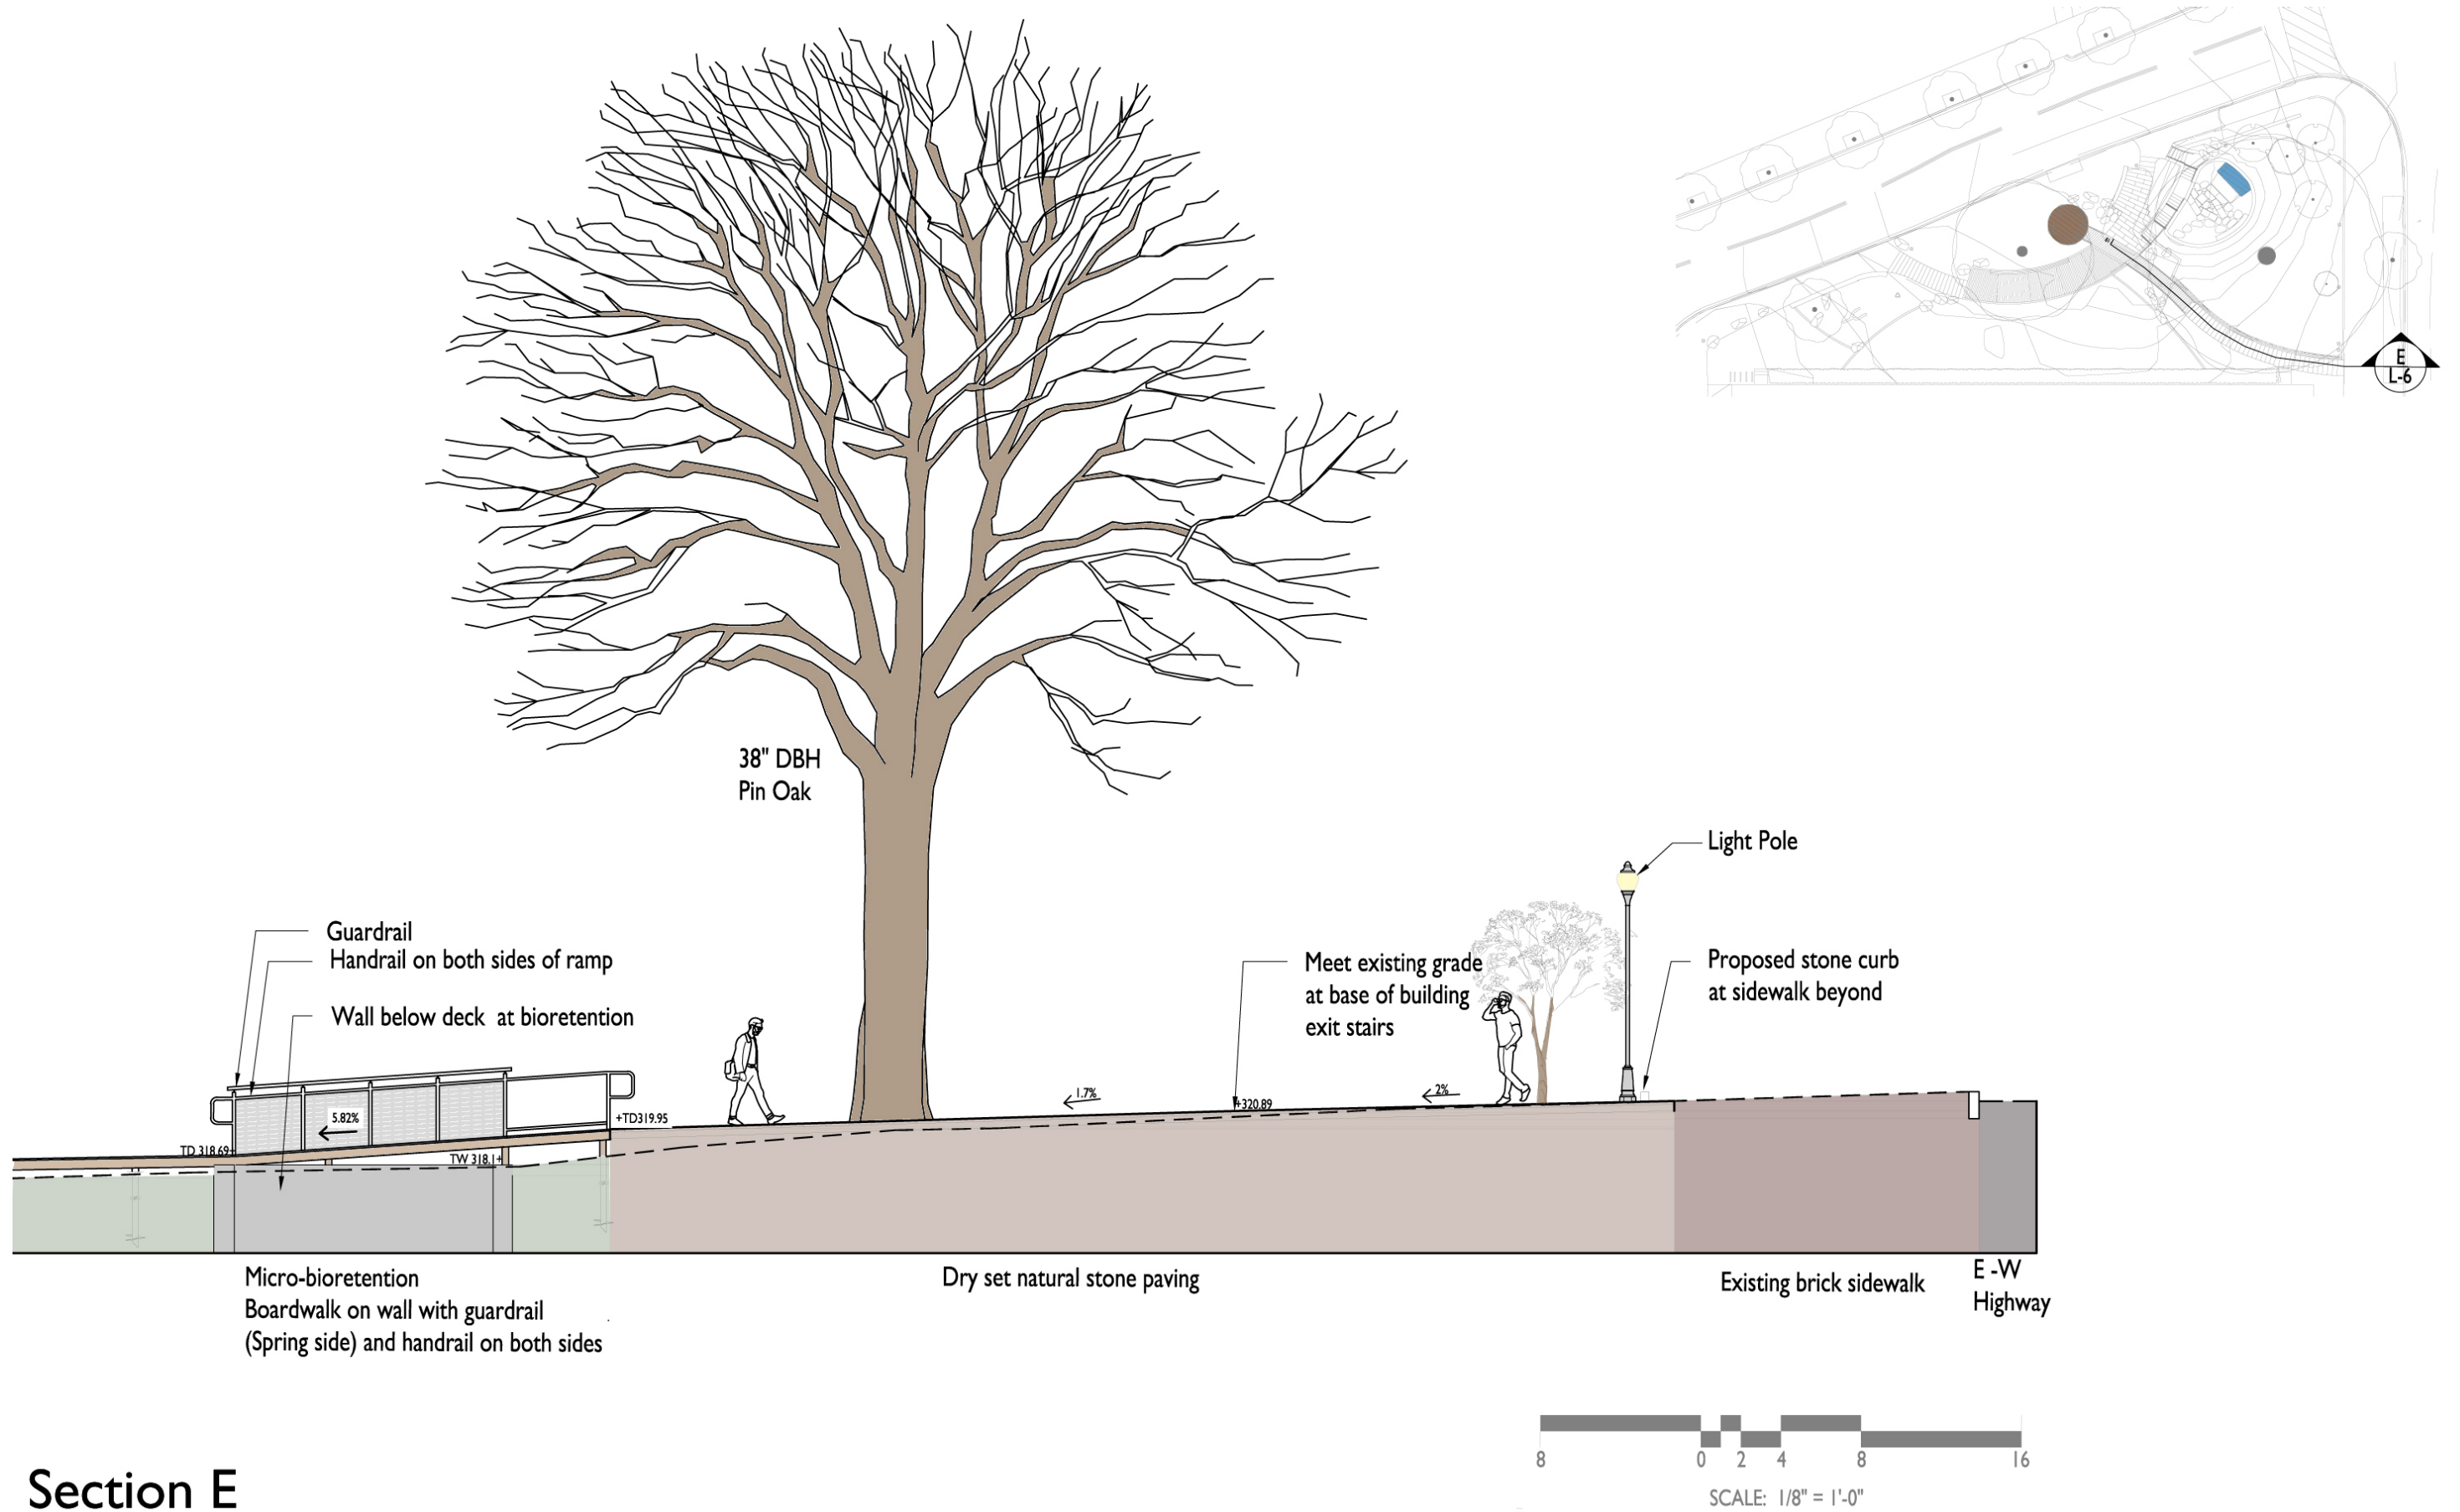 E
L-6
38" DBH
Pin Oak
Light Pole
Guardrail
Handrail on both sides of ramp
Wall below deck at bioretention
Meet existing grade
at base of building
exit stairs
Proposed stone curb
at sidewalk beyond
5.82%
1.7%
2%
+320.89
+TD319.95
TD 318.69+
TW 318.1+
Micro-bioretention
Boardwalk on wall with guardrail
(Spring side) and handrail on both sides
Dry set natural stone paving
Existing brick sidewalk
E -W
Highway
8 0 2 4 8 16
SCALE: 1/8" = 1'-0"
Section E